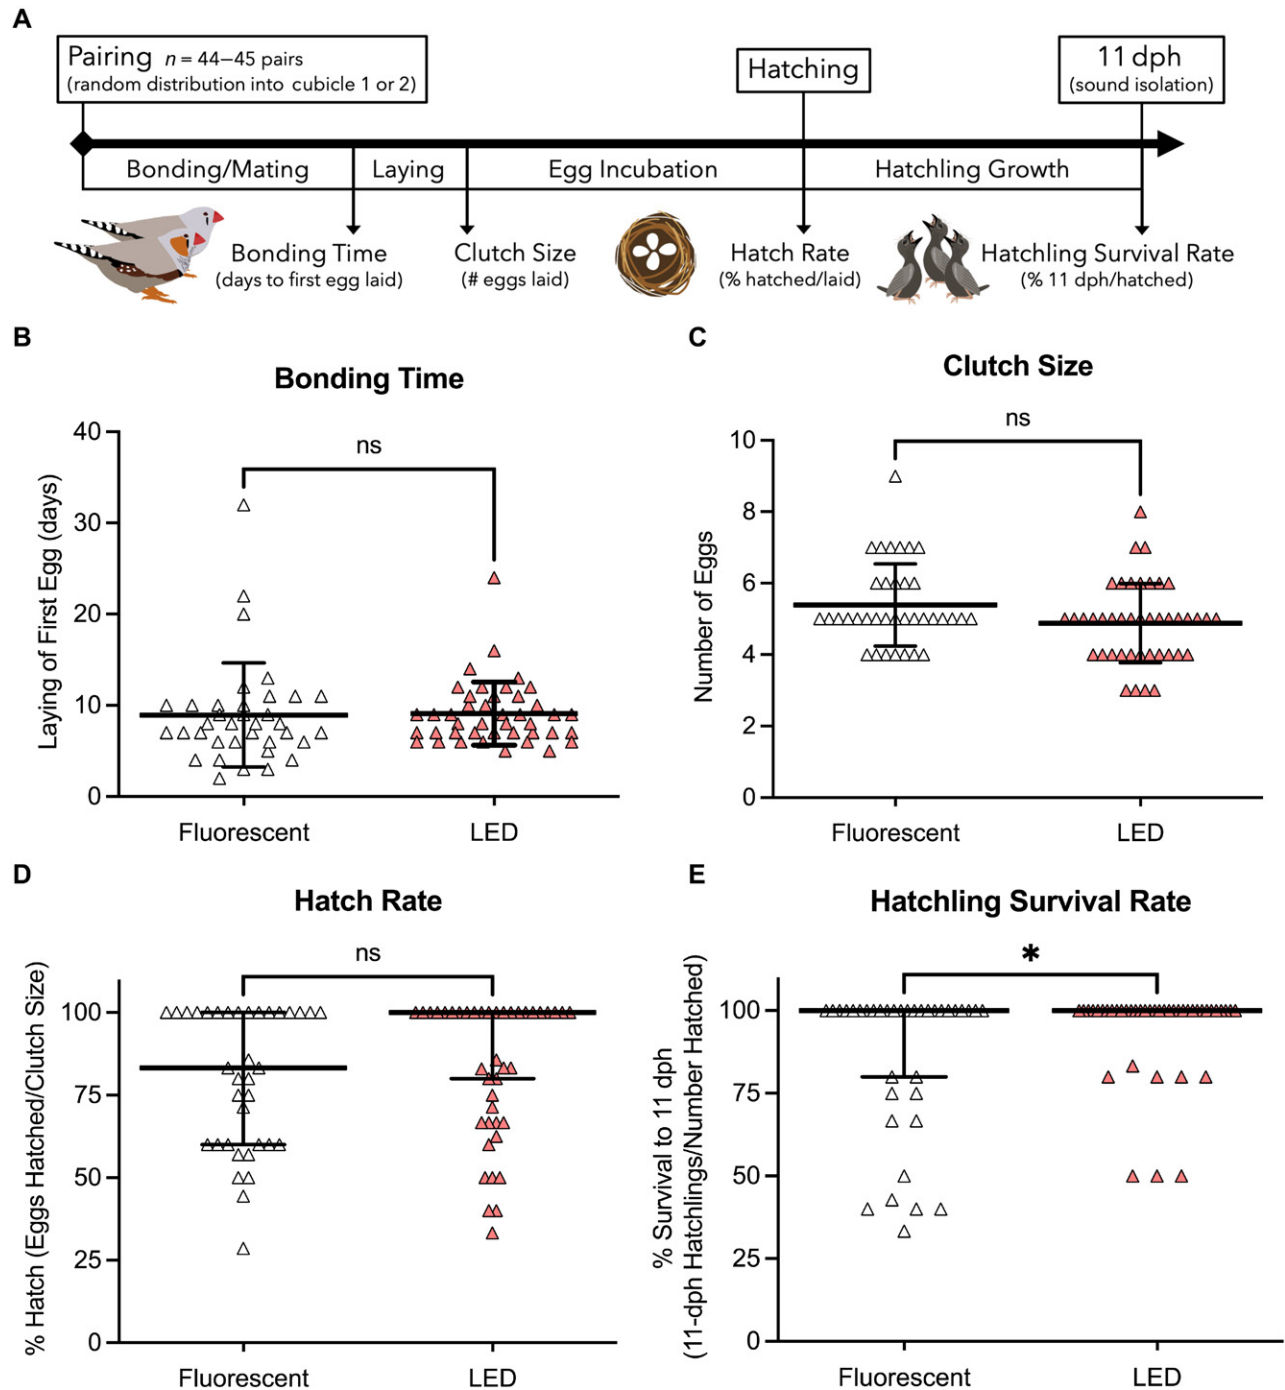 A
Pairing n = 44–45 pairs
(random distribution into cubicle 1 or 2)
Hatching
11 dph
(sound isolation)
Bonding/Mating
Laying
Egg Incubation
Hatchling Growth
Bonding Time
(days to first egg laid)
Clutch Size
(# eggs laid)
Hatch Rate
(% hatched/laid)
Hatchling Survival Rate
(% 11 dph/hatched)
B
Bonding Time
Laying of First Egg (days)
40
30
20
10
0
ns
Fluorescent
LED
C
Clutch Size
Number of Eggs
10
8
6
4
2
0
ns
Fluorescent
LED
D
Hatch Rate
% Hatch (Eggs Hatched/Clutch Size)
100
75
50
25
0
ns
Fluorescent
LED
E
Hatchling Survival Rate
% Survival to 11 dph
(11-dph Hatchlings/Number Hatched)
100
75
50
25
0
*
Fluorescent
LED